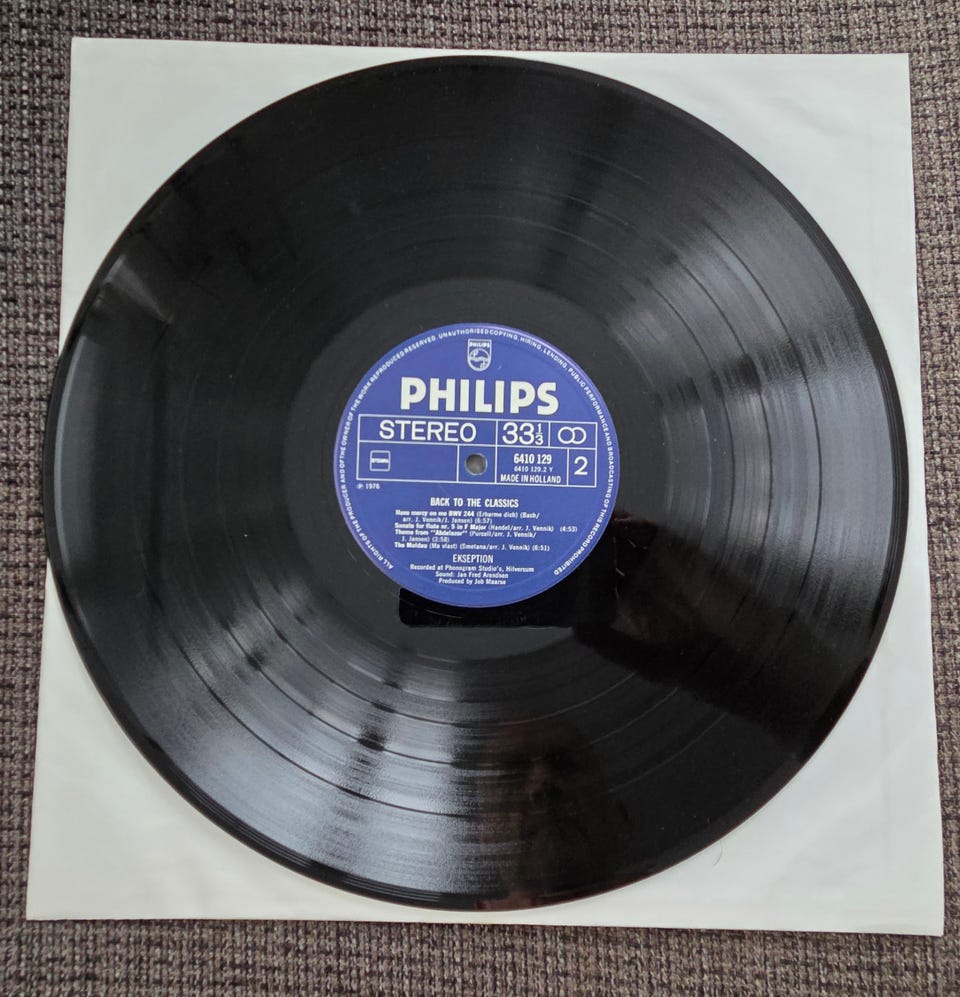 ALL RIGHTS OF THE PRODUCER AND OF THE OWNER OF THE WORK REPRODUCED RESERVED. UNAUTHORISED COPYING, HIRING, LENDING, PUBLIC PERFORMANCE AND BROADCASTING OF THIS RECORD PROHIBITED
PHILIPS
PHILIPS
STEREO 33⅓
STEMRA 6410 129 2
6410 129.2 Y
MADE IN HOLLAND
℗ 1976
BACK TO THE CLASSICS
Have mercy on me BWV 244 (Erbarme dich) (Bach/
arr. J. Vennik/J. Jansen) (6:57)
Sonate for flute nr. 5 in F Major (Handel/arr. J. Vennik) (4:53)
Theme from "Abdelazar" (Purcell/arr. J. Vennik/
J. Jansen) (3:58)
The Moldau (Ma vlast) (Smetana/arr. J. Vennik) (6:51)
EKSEPTION
Recorded at Phonogram Studio's, Hilversum
Sound: Jan Fred Arendsen
Produced by Job Maarse